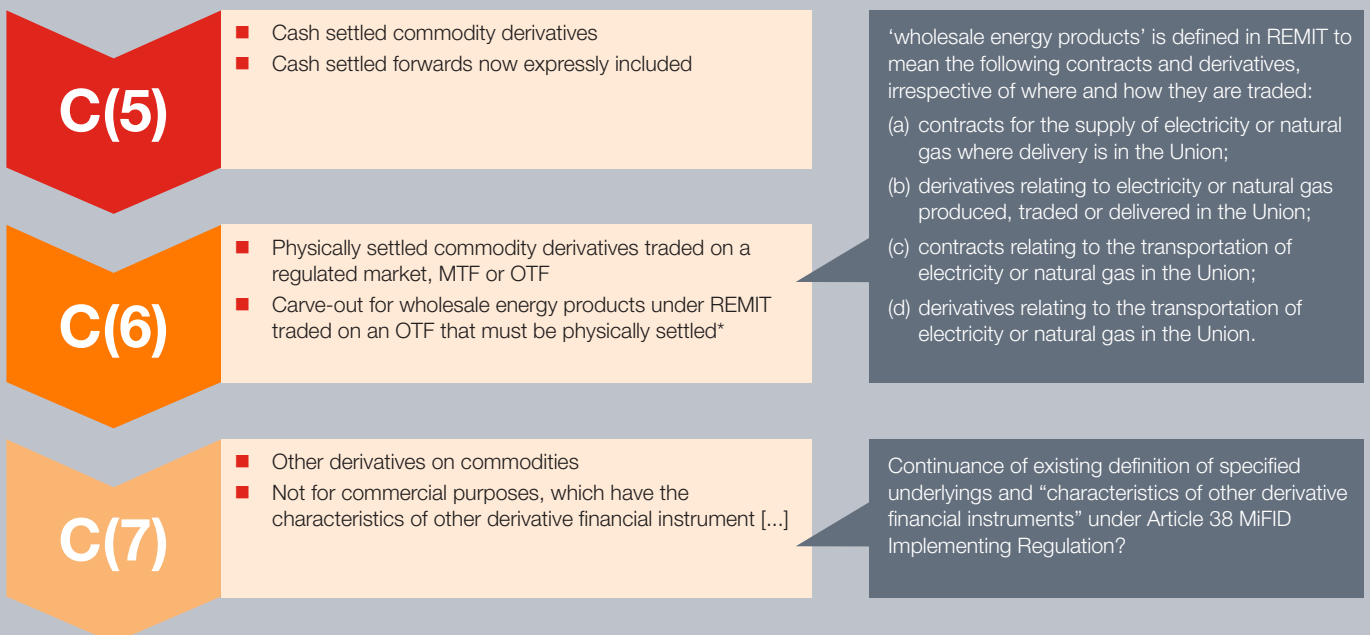 C(5)
■ Cash settled commodity derivatives
■ Cash settled forwards now expressly included
C(6)
■ Physically settled commodity derivatives traded on a
regulated market, MTF or OTF
■ Carve-out for wholesale energy products under REMIT
traded on an OTF that must be physically settled*
‘wholesale energy products’ is defined in REMIT to
mean the following contracts and derivatives,
irrespective of where and how they are traded:
(a) contracts for the supply of electricity or natural
gas where delivery is in the Union;
(b) derivatives relating to electricity or natural gas
produced, traded or delivered in the Union;
(c) contracts relating to the transportation of
electricity or natural gas in the Union;
(d) derivatives relating to the transportation of
electricity or natural gas in the Union.
C(7)
■ Other derivatives on commodities
■ Not for commercial purposes, which have the
characteristics of other derivative financial instrument [...]
Continuance of existing definition of specified
underlyings and “characteristics of other derivative
financial instruments” under Article 38 MiFID
Implementing Regulation?